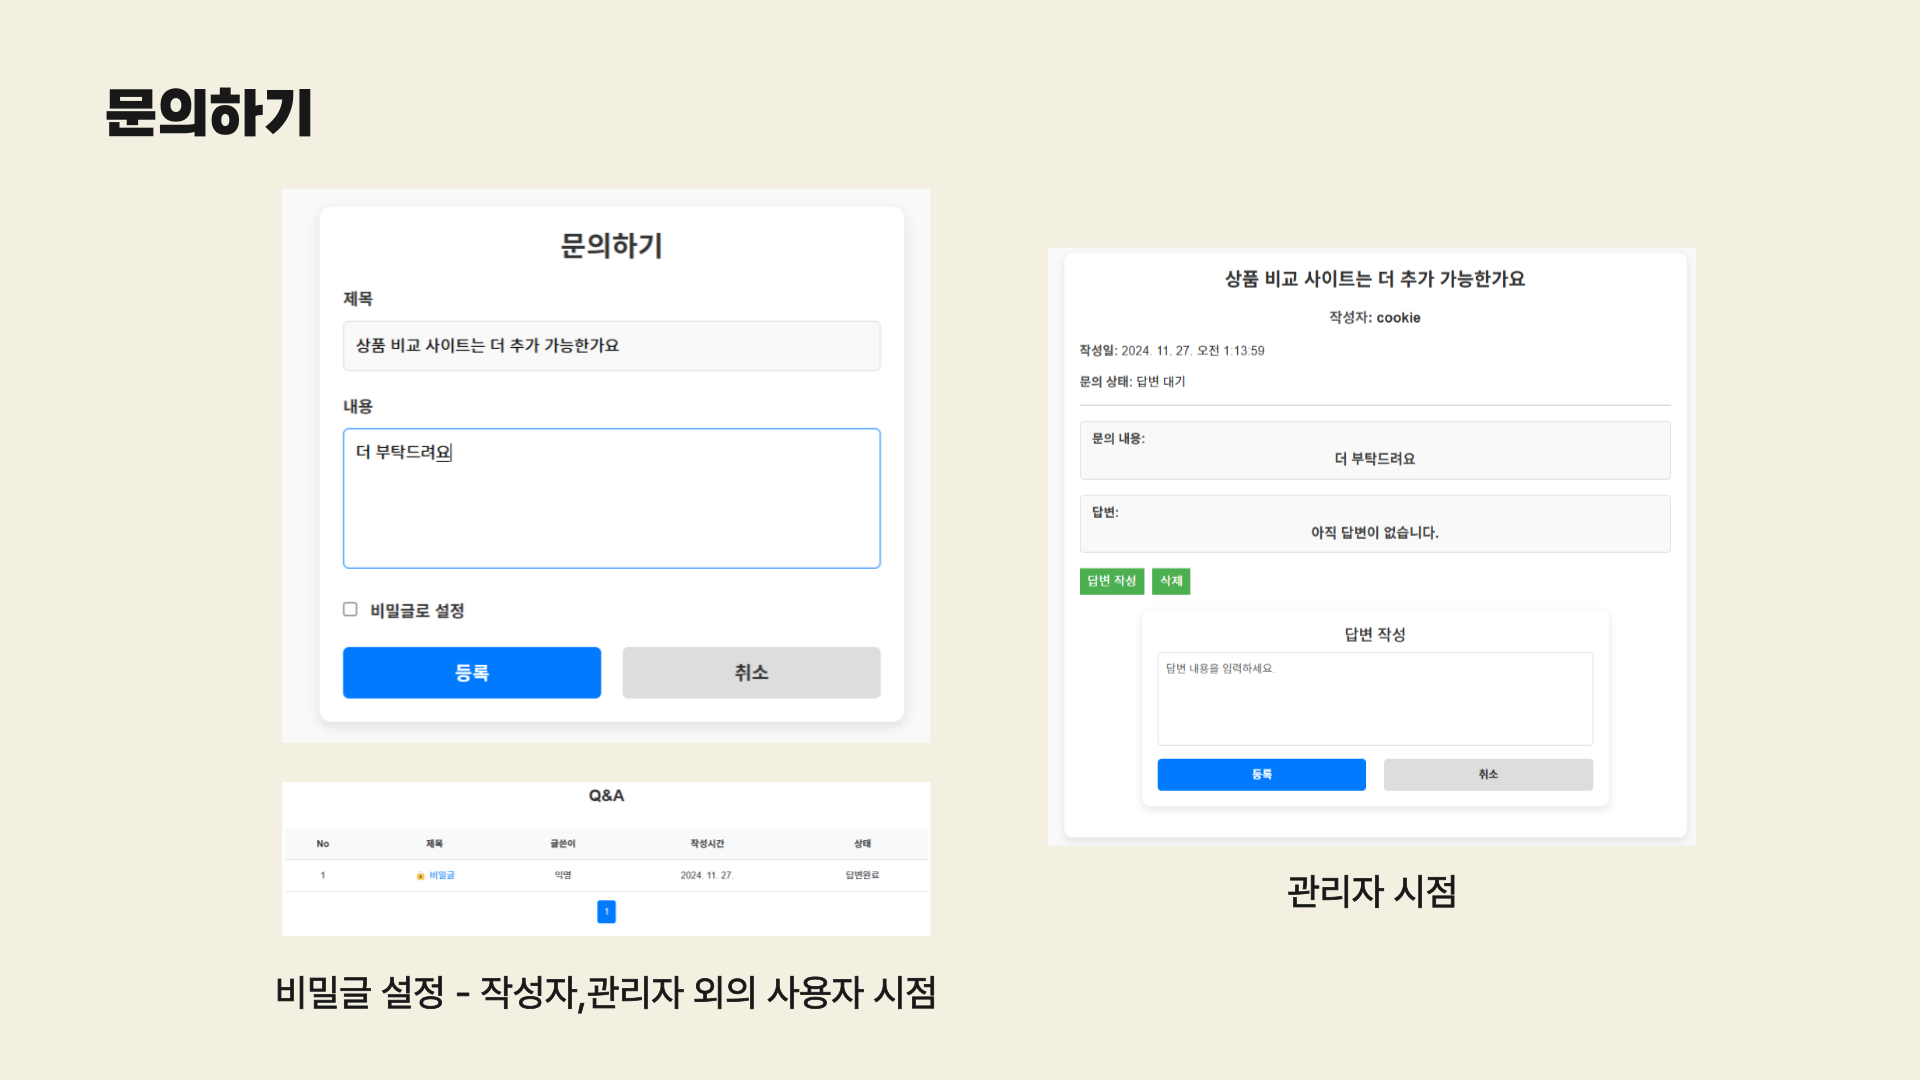 문의하기
문의하기
제목
상품 비교 사이트는 더 추가 가능한가요
내용
더 부탁드려요
비밀글로 설정
등록 취소
Q&A
No 제목 글쓴이 작성시간 상태
1 🔒 비밀글 익명 2024. 11. 27. 답변완료
1
비밀글 설정 - 작성자,관리자 외의 사용자 시점
상품 비교 사이트는 더 추가 가능한가요
작성자: cookie
작성일: 2024. 11. 27. 오전 1:13:59
문의 상태: 답변 대기
문의 내용:
더 부탁드려요
답변:
아직 답변이 없습니다.
답변 작성 삭제
답변 작성
답변 내용을 입력하세요.
등록 취소
관리자 시점